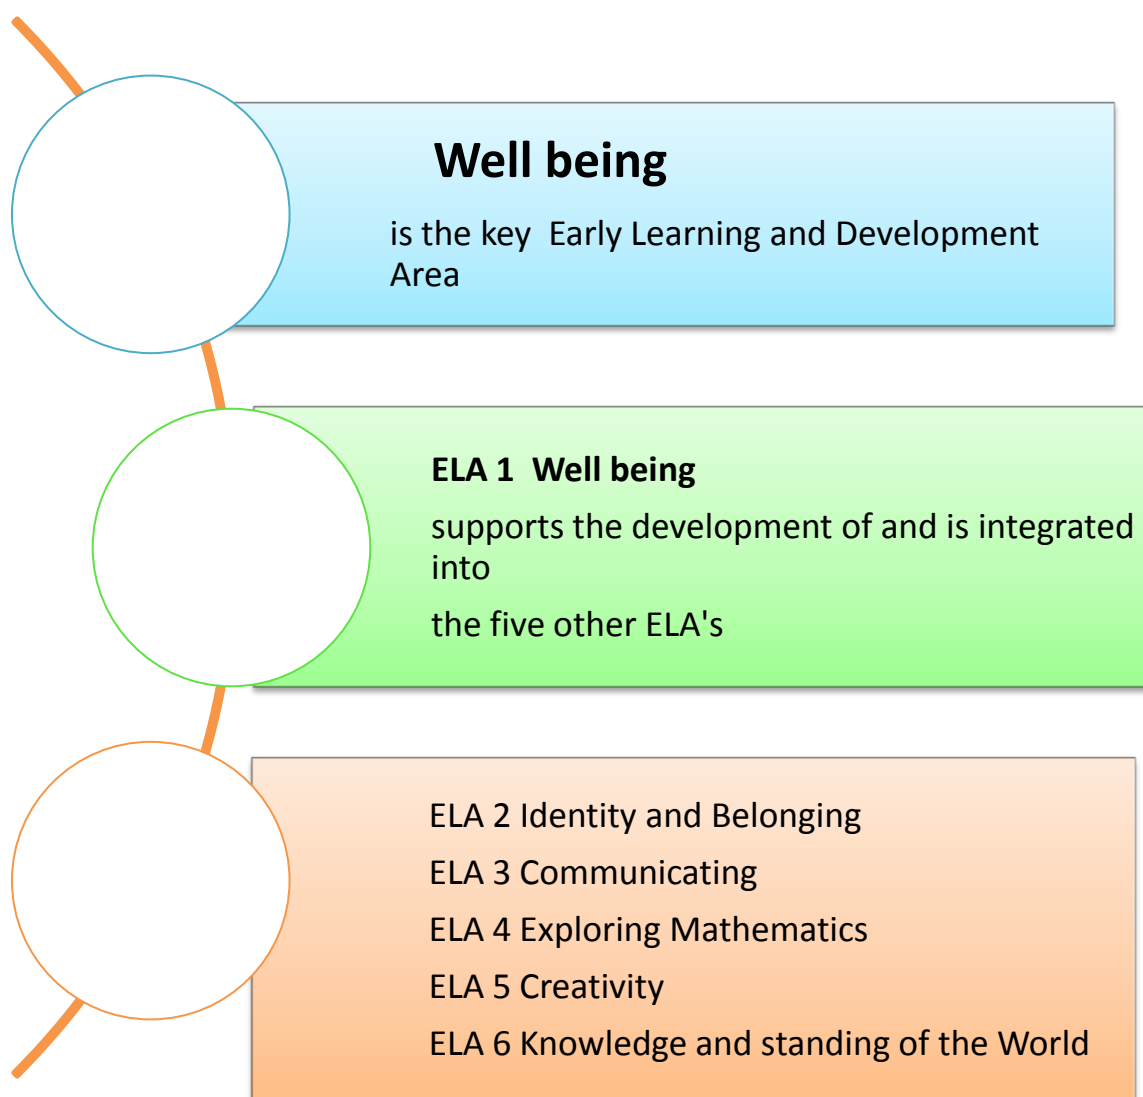 Well being
is the key  Early Learning and Development
Area
ELA 1  Well being
supports the development of and is integrated
into
the five other ELA's
ELA 2 Identity and Belonging
ELA 3 Communicating
ELA 4 Exploring Mathematics
ELA 5 Creativity
ELA 6 Knowledge and standing of the World